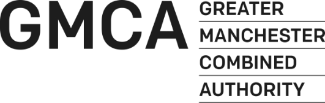 GMCA
GREATER
MANCHESTER
COMBINED
AUTHORITY